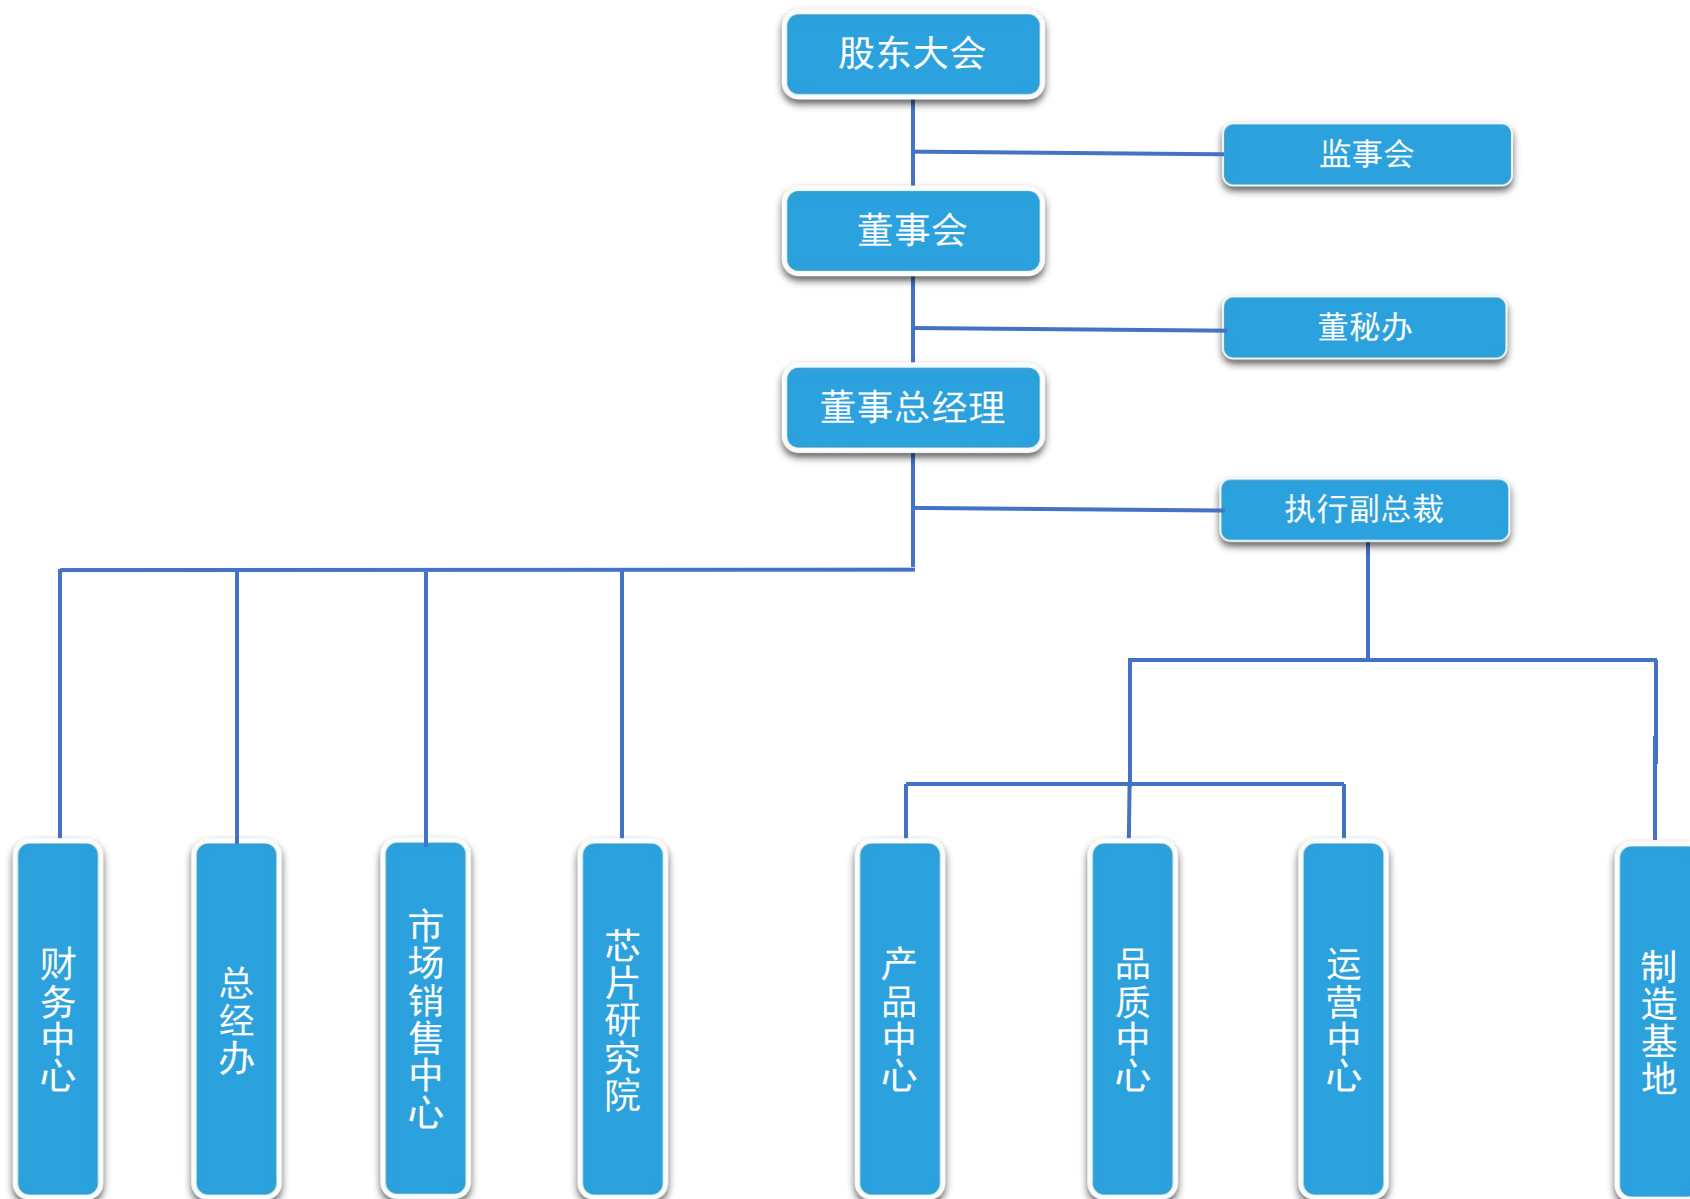 股东大会
监事会
董事会
董秘办
董事总经理
执行副总裁
财务中心
总经办
市场销售中心
芯片研究院
产品中心
品质中心
运营中心
制造基地